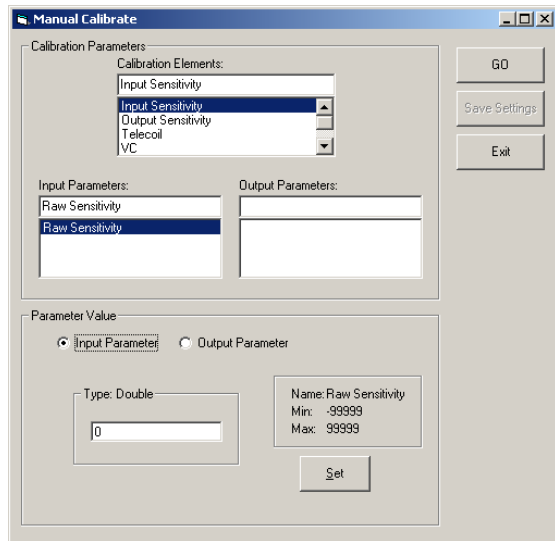 Manual Calibrate
Calibration Parameters
Calibration Elements:
Input Sensitivity
Input Sensitivity
Output Sensitivity
Telecoil
VC
GO
Save Settings
Exit
Input Parameters:
Raw Sensitivity
Raw Sensitivity
Output Parameters:
Parameter Value
Input Parameter
Output Parameter
Type: Double
0
Name: Raw Sensitivity
Min: -99999
Max: 99999
Set